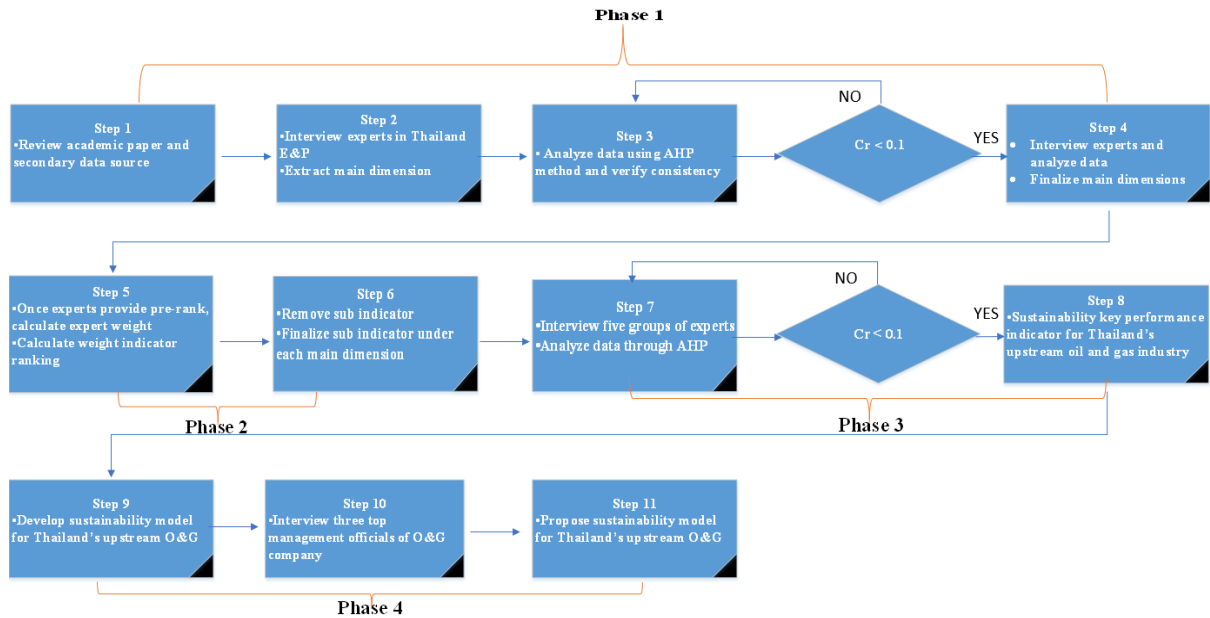 Phase 1
Step 1
•Review academic paper and
secondary data source
Step 2
•Interview experts in Thailand
E&P
•Extract main dimension
Step 3
• Analyze data using AHP
method and verify consistency
NO
Cr < 0.1
YES
Step 4
• Interview experts and
analyze data
• Finalize main dimensions
Step 5
•Once experts provide pre-rank,
calculate expert weight
•Calculate weight indicator
ranking
Step 6
•Remove sub indicator
•Finalize sub indicator under
each main dimension
Step 7
•Interview five groups of experts
•Analyze data through AHP
NO
Cr < 0.1
YES
Step 8
•Sustainability key performance
indicator for Thailand's
upstream oil and gas industry
Phase 2
Phase 3
Step 9
•Develop sustainability model
for Thailand's upstream O&G
Step 10
•Interview three top
management officials of O&G
company
Step 11
•Propose sustainability model
for Thailand's upstream O&G
Phase 4